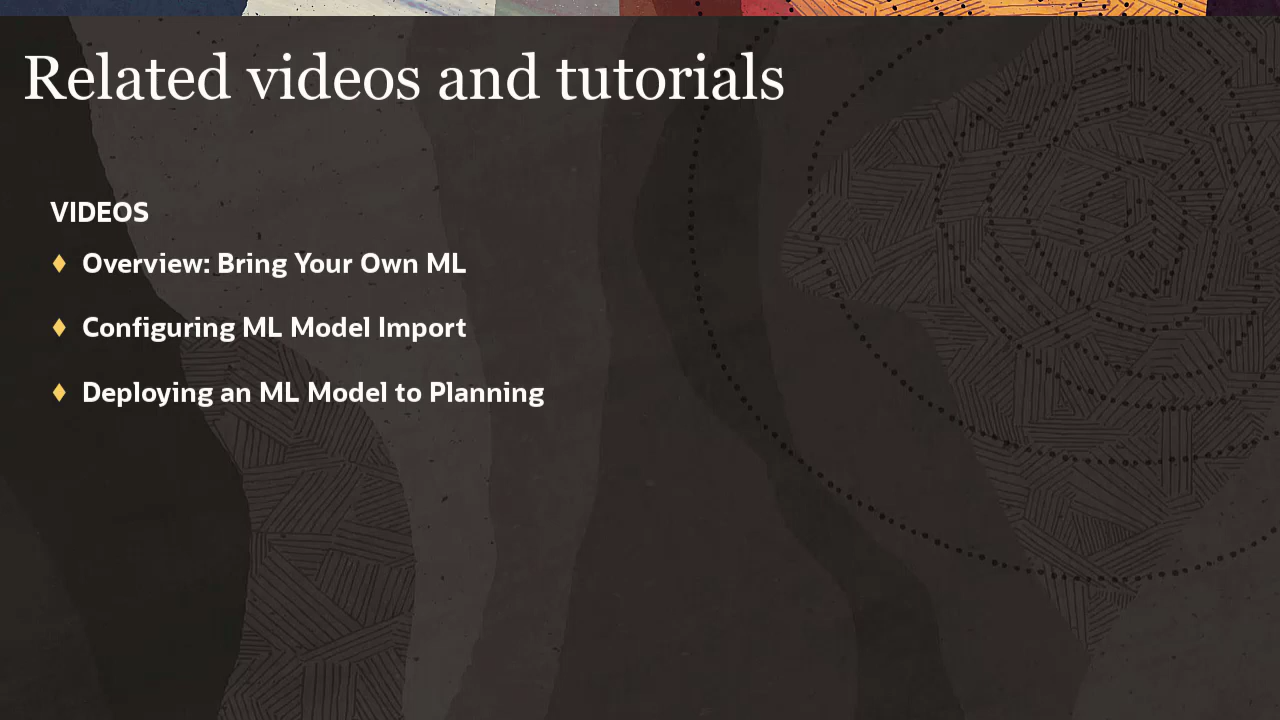 Related videos and tutorials
VIDEOS
Overview: Bring Your Own ML
Configuring ML Model Import
Deploying an ML Model to Planning